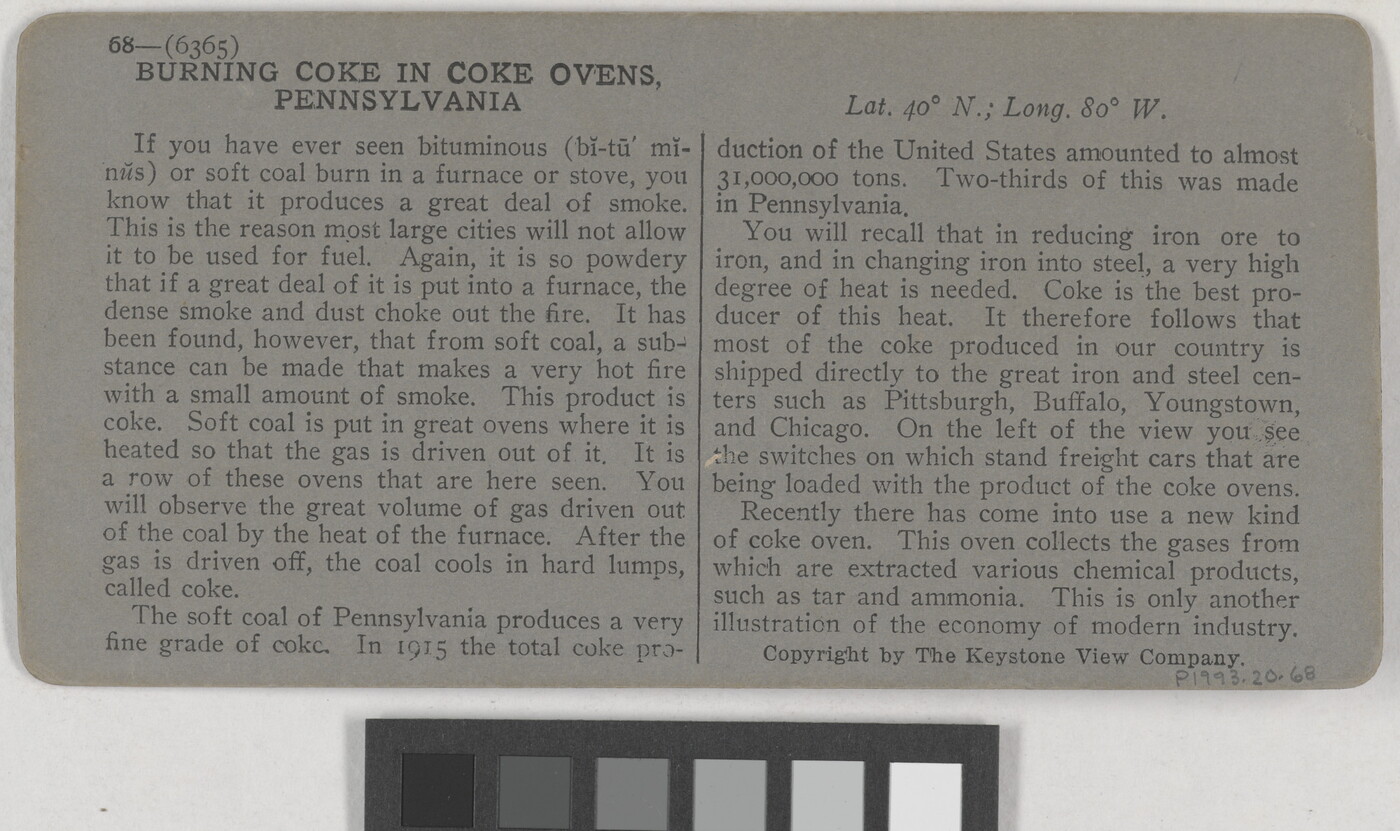 68—(6365)
BURNING COKE IN COKE OVENS,
PENNSYLVANIA
If you have ever seen bituminous (bĭ-tū′ mĭ-
nŭs) or soft coal burn in a furnace or stove, you
know that it produces a great deal of smoke.
This is the reason most large cities will not allow
it to be used for fuel. Again, it is so powdery
that if a great deal of it is put into a furnace, the
dense smoke and dust choke out the fire. It has
been found, however, that from soft coal, a sub-
stance can be made that makes a very hot fire
with a small amount of smoke. This product is
coke. Soft coal is put in great ovens where it is
heated so that the gas is driven out of it. It is
a row of these ovens that are here seen. You
will observe the great volume of gas driven out
of the coal by the heat of the furnace. After the
gas is driven off, the coal cools in hard lumps,
called coke.
The soft coal of Pennsylvania produces a very
fine grade of coke. In 1915 the total coke pro-
Lat. 40° N.; Long. 80° W.
duction of the United States amounted to almost
31,000,000 tons. Two-thirds of this was made
in Pennsylvania.
You will recall that in reducing iron ore to
iron, and in changing iron into steel, a very high
degree of heat is needed. Coke is the best pro-
ducer of this heat. It therefore follows that
most of the coke produced in our country is
shipped directly to the great iron and steel cen-
ters such as Pittsburgh, Buffalo, Youngstown,
and Chicago. On the left of the view you see
the switches on which stand freight cars that are
being loaded with the product of the coke ovens.
Recently there has come into use a new kind
of coke oven. This oven collects the gases from
which are extracted various chemical products,
such as tar and ammonia. This is only another
illustration of the economy of modern industry.
Copyright by The Keystone View Company.
P1993.20.68